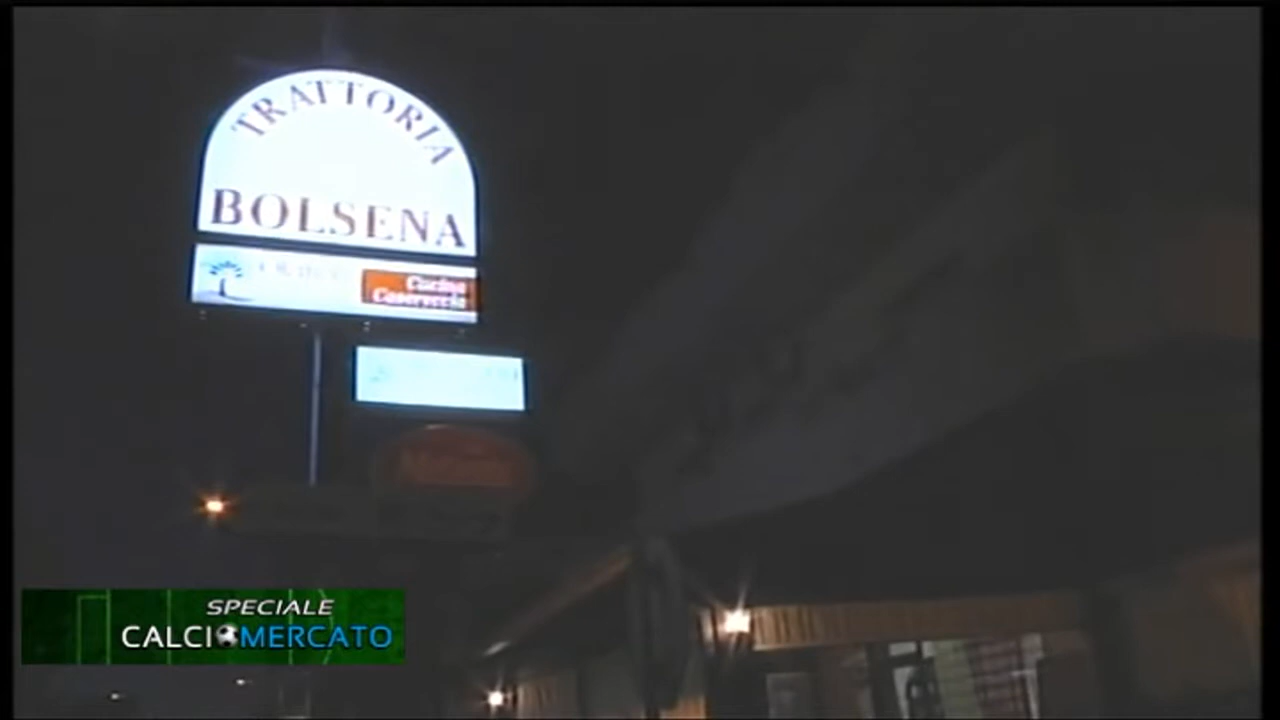 TRATTORIA
BOLSENA
Cucina
Casereccia
SPECIALE
CALCIOMERCATO